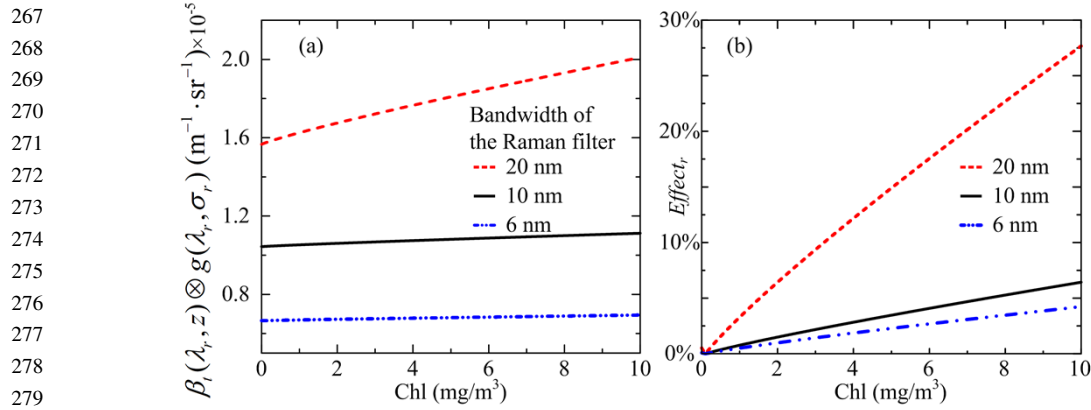 267
268
269
270
271
272
273
274
275
276
277
278
279
β_t(λ_r, z) ⊗ g(λ_r, σ_r) (m⁻¹ · sr⁻¹)×10⁻⁵
(a)
2.0
1.6
1.2
0.8
Bandwidth of
the Raman filter
20 nm
10 nm
6 nm
0 2 4 6 8 10
Chl (mg/m³)
(b)
Effect_r
30%
20%
10%
0%
20 nm
10 nm
6 nm
0 2 4 6 8 10
Chl (mg/m³)